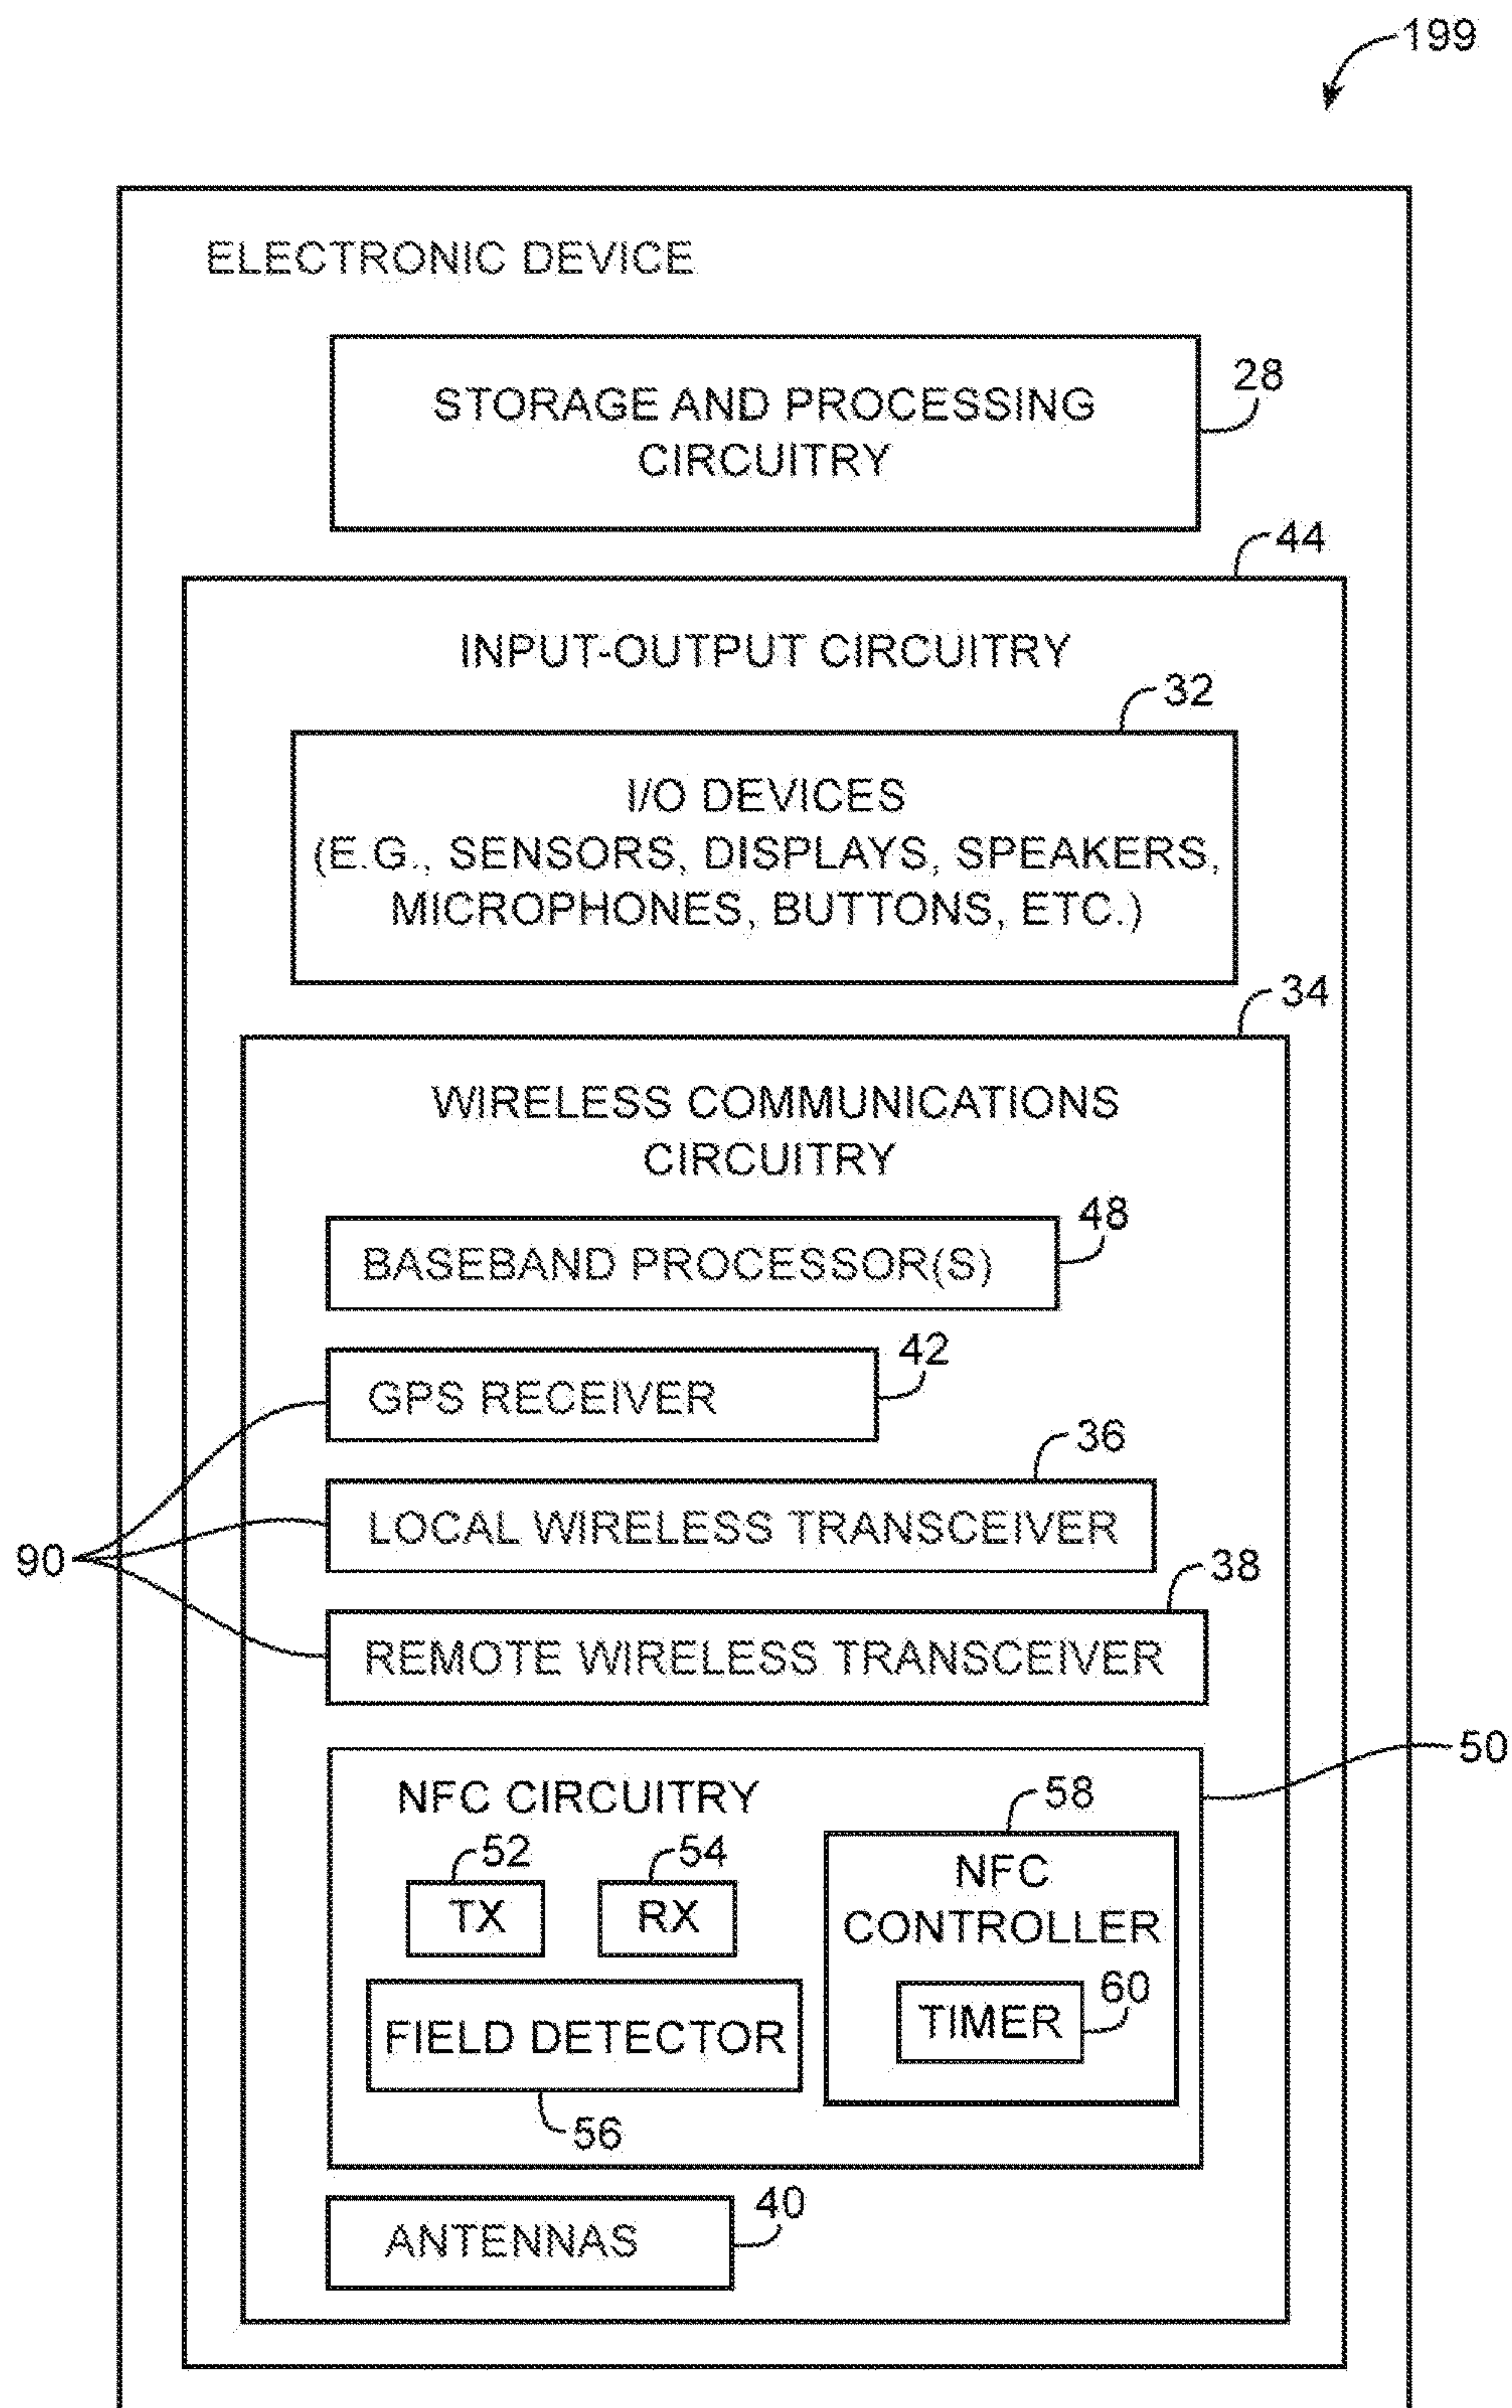 199
ELECTRONIC DEVICE
STORAGE AND PROCESSING
CIRCUITRY
28
44
INPUT-OUTPUT CIRCUITRY
32
I/O DEVICES
(E.G., SENSORS, DISPLAYS, SPEAKERS,
MICROPHONES, BUTTONS, ETC.)
34
WIRELESS COMMUNICATIONS
CIRCUITRY
48
BASEBAND PROCESSOR(S)
42
GPS RECEIVER
36
LOCAL WIRELESS TRANSCEIVER
90
38
REMOTE WIRELESS TRANSCEIVER
50
NFC CIRCUITRY
52
54
58
TX
RX
NFC
CONTROLLER
60
TIMER
FIELD DETECTOR
56
40
ANTENNAS